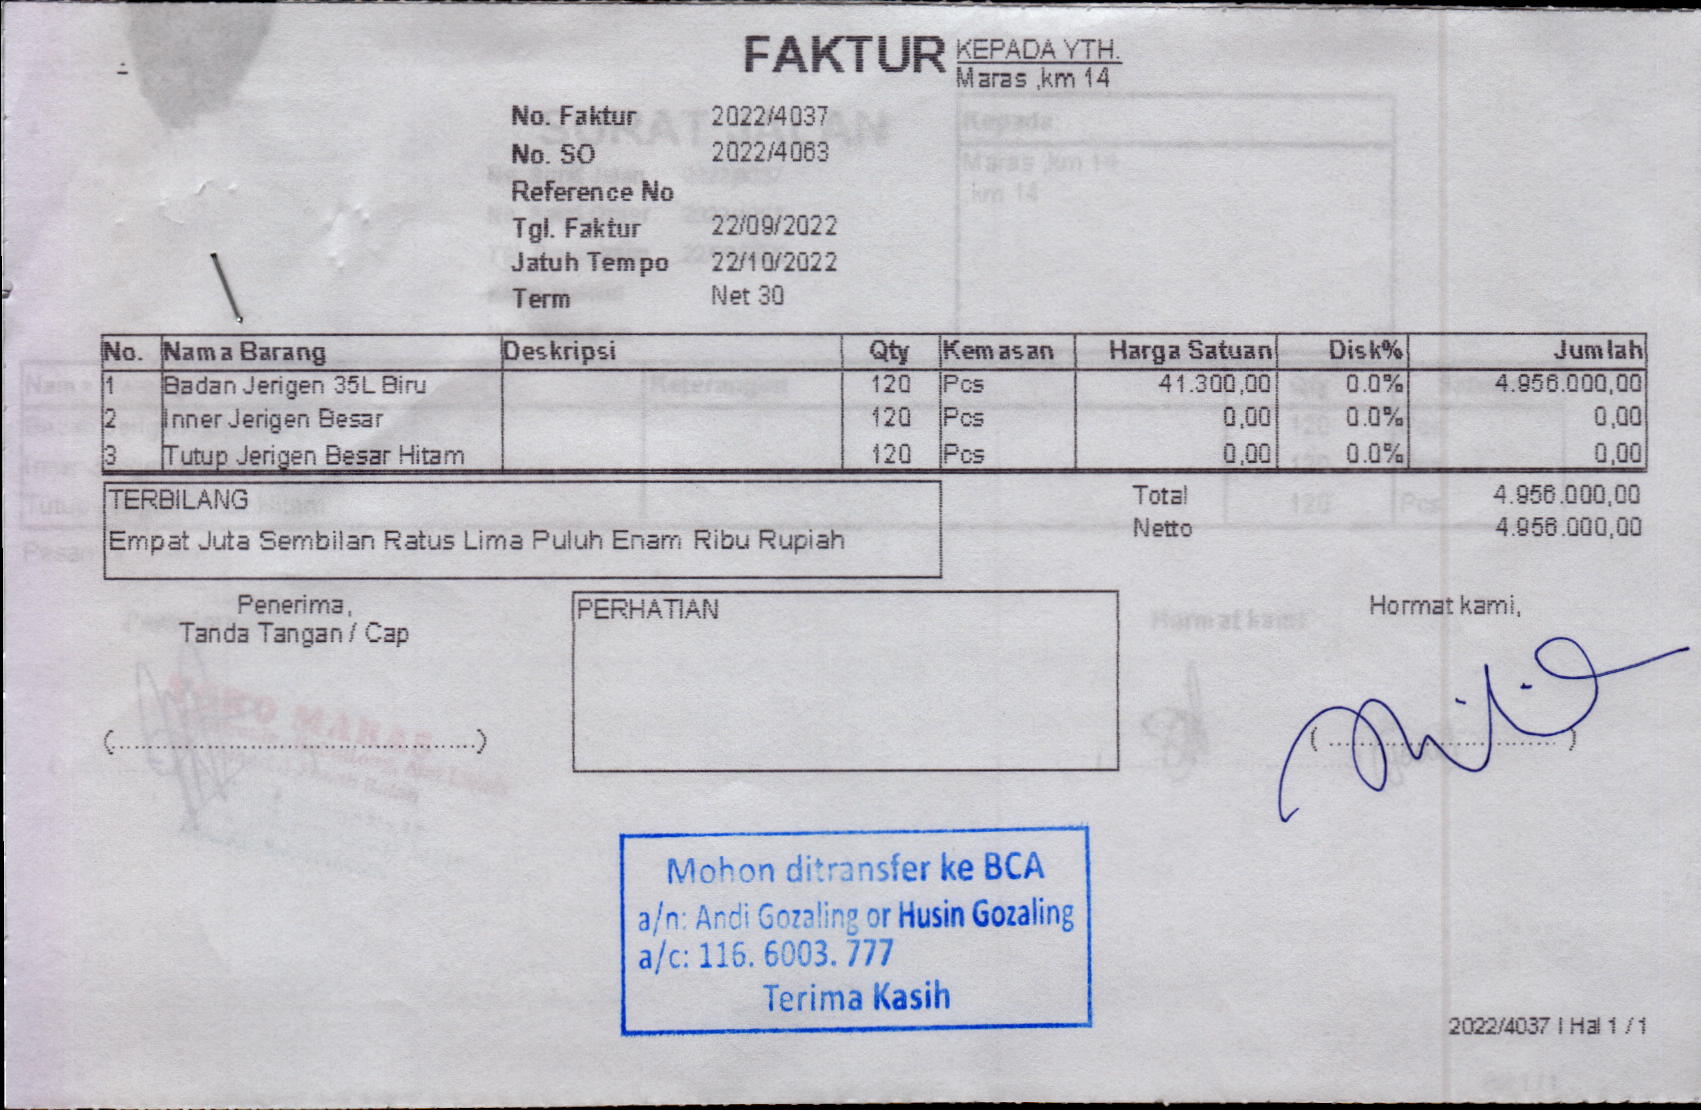 FAKTUR
KEPADA YTH.
Maras ,km 14
No. Faktur 2022/4037
No. SO 2022/4063
Reference No
Tgl. Faktur 22/09/2022
Jatuh Tempo 22/10/2022
Term Net 30
No. Nama Barang Deskripsi Qty Kemasan Harga Satuan Disk% Jumlah
1 Badan Jerigen 35L Biru 120 Pcs 41.300,00 0.0% 4.956.000,00
2 Inner Jerigen Besar 120 Pcs 0,00 0.0% 0,00
3 Tutup Jerigen Besar Hitam 120 Pcs 0,00 0.0% 0,00
TERBILANG
Empat Juta Sembilan Ratus Lima Puluh Enam Ribu Rupiah
Total 4.956.000,00
Netto 4.956.000,00
Penerima,
Tanda Tangan / Cap
PERHATIAN
Hormat kami,
Mohon ditransfer ke BCA
a/n: Andi Gozaling or Husin Gozaling
a/c: 116. 6003. 777
Terima Kasih
2022/4037 | Hal 1 / 1